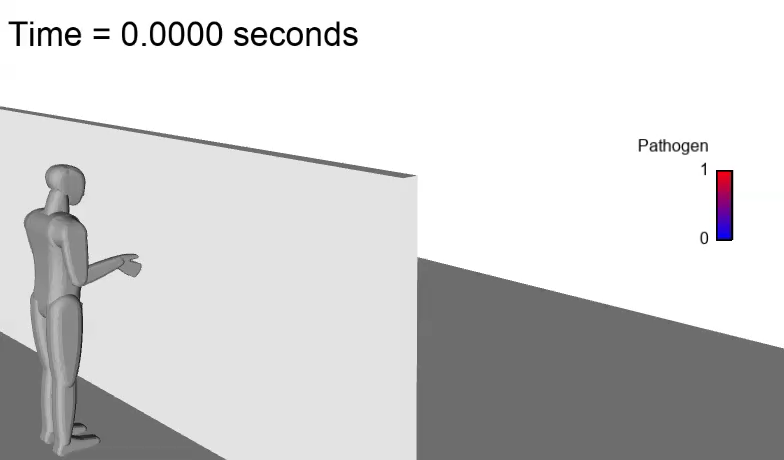 Time = 0.0000 seconds
Pathogen
1
0